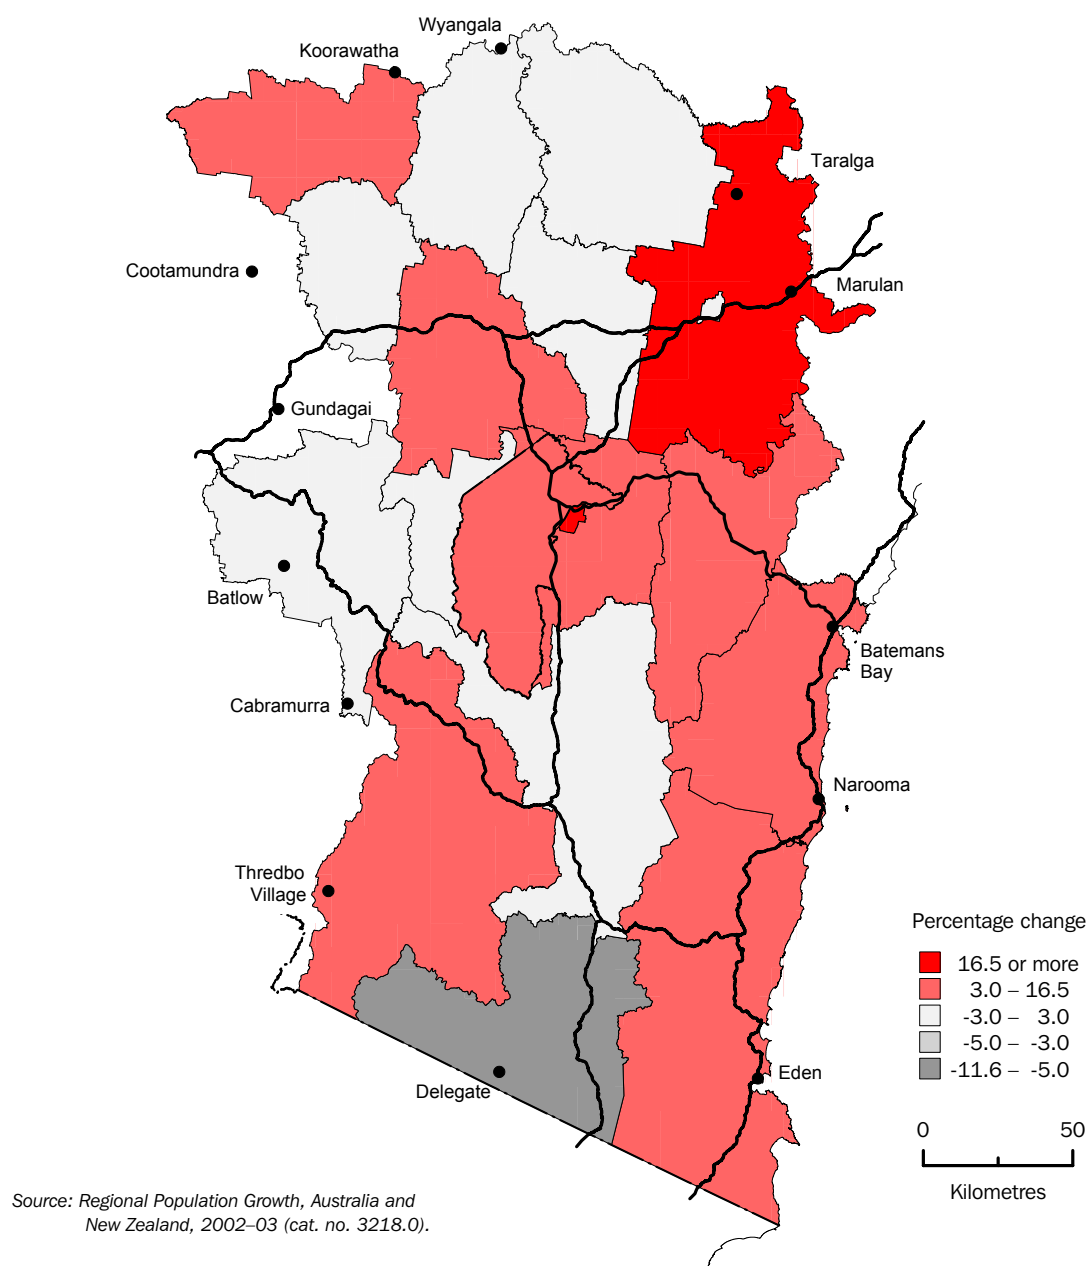 Wyangala
Koorawatha
Taralga
Cootamundra
Marulan
Gundagai
Batlow
Batemans
Bay
Cabramurra
Narooma
Thredbo
Village
Percentage change
16.5 or more
3.0 – 16.5
-3.0 – 3.0
-5.0 – -3.0
-11.6 – -5.0
Eden
Delegate
0 50
Kilometres
Source: Regional Population Growth, Australia and
New Zealand, 2002–03 (cat. no. 3218.0).